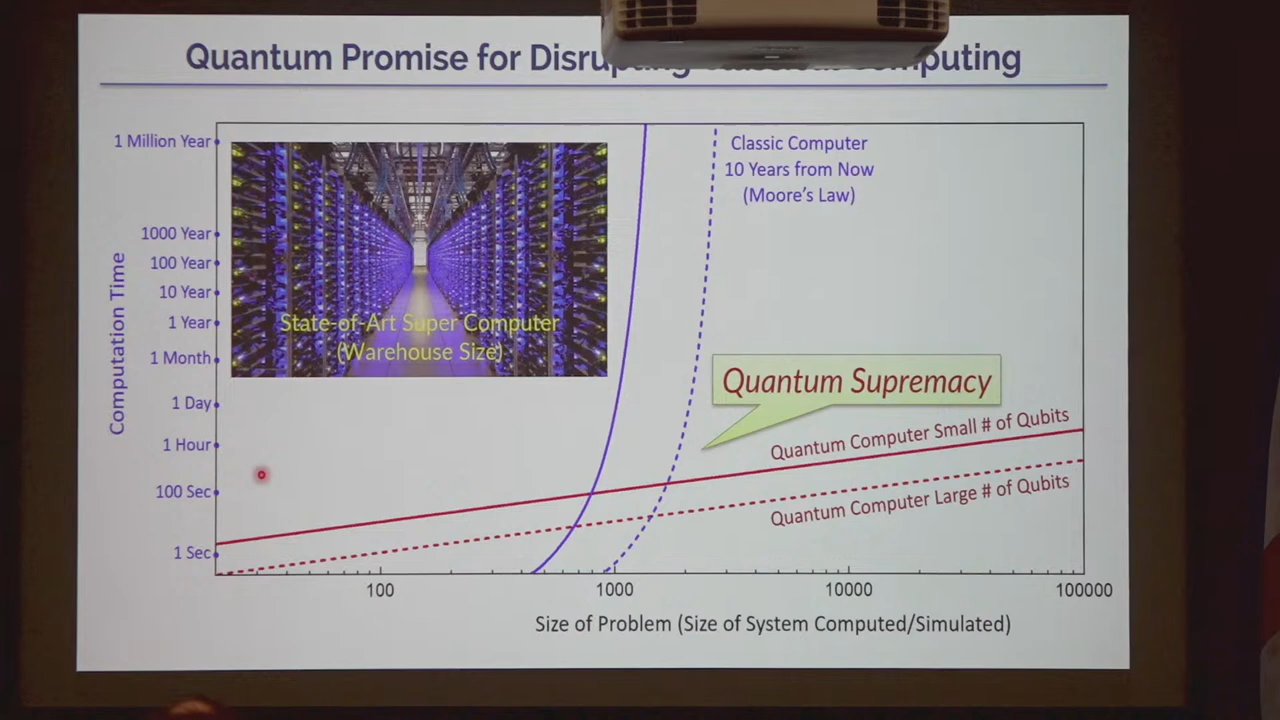 Quantum Promise for Disrupting Classical Computing
1 Million Year
1000 Year
100 Year
10 Year
1 Year
1 Month
1 Day
1 Hour
100 Sec
1 Sec
Computation Time
State-of-Art Super Computer
(Warehouse Size)
Classic Computer
10 Years from Now
(Moore's Law)
Quantum Supremacy
Quantum Computer Small # of Qubits
Quantum Computer Large # of Qubits
100
1000
10000
100000
Size of Problem (Size of System Computed/Simulated)